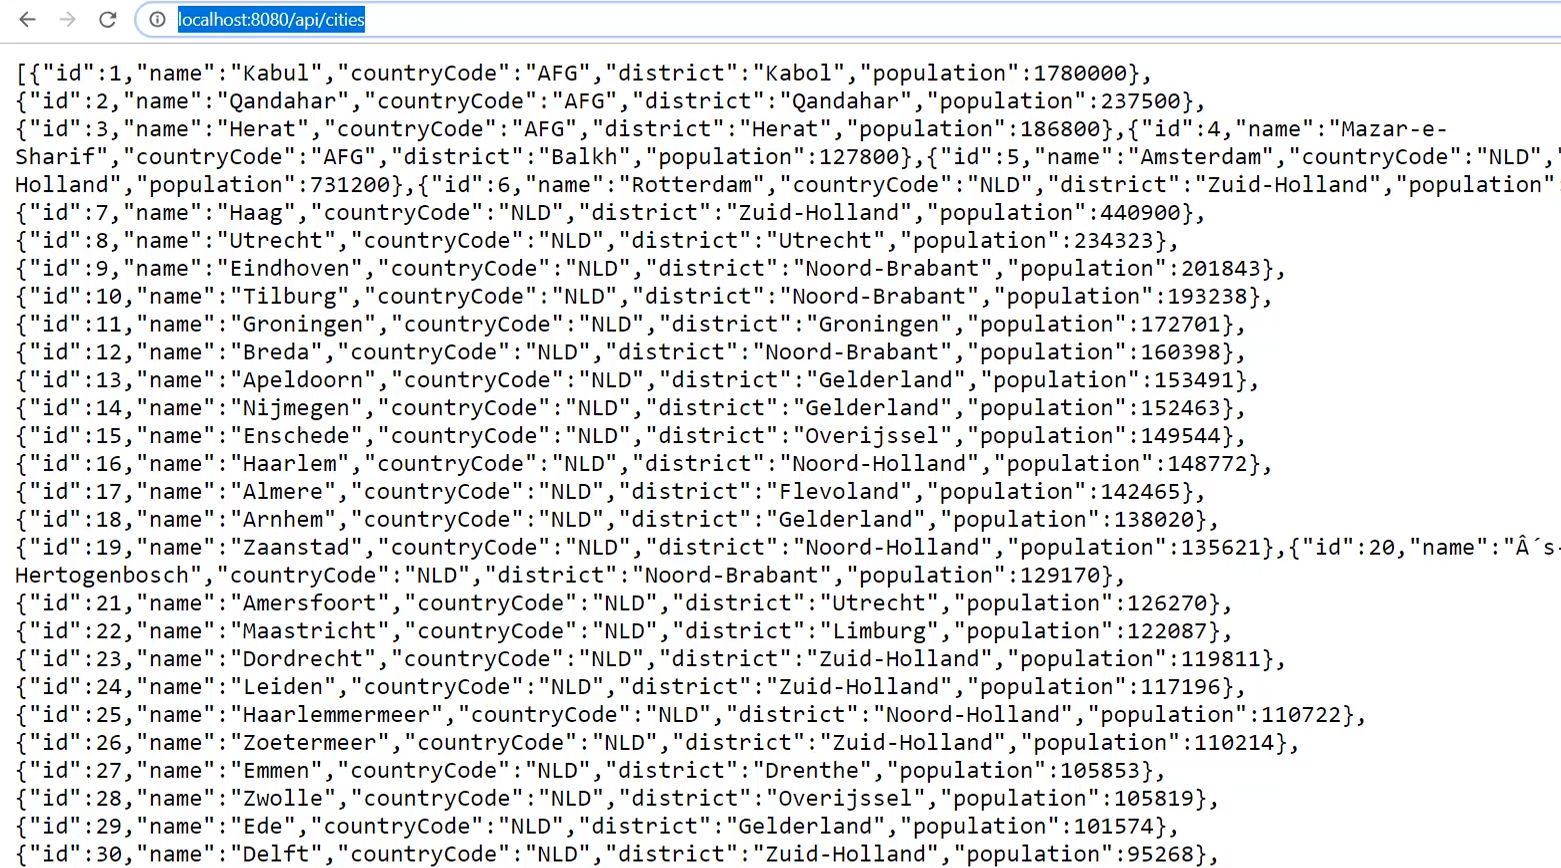 localhost:8080/api/cities
[{"id":1,"name":"Kabul","countryCode":"AFG","district":"Kabol","population":1780000},
{"id":2,"name":"Qandahar","countryCode":"AFG","district":"Qandahar","population":237500},
{"id":3,"name":"Herat","countryCode":"AFG","district":"Herat","population":186800},{"id":4,"name":"Mazar-e-
Sharif","countryCode":"AFG","district":"Balkh","population":127800},{"id":5,"name":"Amsterdam","countryCode":"NLD","
Holland","population":731200},{"id":6,"name":"Rotterdam","countryCode":"NLD","district":"Zuid-Holland","population":
{"id":7,"name":"Haag","countryCode":"NLD","district":"Zuid-Holland","population":440900},
{"id":8,"name":"Utrecht","countryCode":"NLD","district":"Utrecht","population":234323},
{"id":9,"name":"Eindhoven","countryCode":"NLD","district":"Noord-Brabant","population":201843},
{"id":10,"name":"Tilburg","countryCode":"NLD","district":"Noord-Brabant","population":193238},
{"id":11,"name":"Groningen","countryCode":"NLD","district":"Groningen","population":172701},
{"id":12,"name":"Breda","countryCode":"NLD","district":"Noord-Brabant","population":160398},
{"id":13,"name":"Apeldoorn","countryCode":"NLD","district":"Gelderland","population":153491},
{"id":14,"name":"Nijmegen","countryCode":"NLD","district":"Gelderland","population":152463},
{"id":15,"name":"Enschede","countryCode":"NLD","district":"Overijssel","population":149544},
{"id":16,"name":"Haarlem","countryCode":"NLD","district":"Noord-Holland","population":148772},
{"id":17,"name":"Almere","countryCode":"NLD","district":"Flevoland","population":142465},
{"id":18,"name":"Arnhem","countryCode":"NLD","district":"Gelderland","population":138020},
{"id":19,"name":"Zaanstad","countryCode":"NLD","district":"Noord-Holland","population":135621},{"id":20,"name":"Â´s-
Hertogenbosch","countryCode":"NLD","district":"Noord-Brabant","population":129170},
{"id":21,"name":"Amersfoort","countryCode":"NLD","district":"Utrecht","population":126270},
{"id":22,"name":"Maastricht","countryCode":"NLD","district":"Limburg","population":122087},
{"id":23,"name":"Dordrecht","countryCode":"NLD","district":"Zuid-Holland","population":119811},
{"id":24,"name":"Leiden","countryCode":"NLD","district":"Zuid-Holland","population":117196},
{"id":25,"name":"Haarlemmermeer","countryCode":"NLD","district":"Noord-Holland","population":110722},
{"id":26,"name":"Zoetermeer","countryCode":"NLD","district":"Zuid-Holland","population":110214},
{"id":27,"name":"Emmen","countryCode":"NLD","district":"Drenthe","population":105853},
{"id":28,"name":"Zwolle","countryCode":"NLD","district":"Overijssel","population":105819},
{"id":29,"name":"Ede","countryCode":"NLD","district":"Gelderland","population":101574},
{"id":30,"name":"Delft","countryCode":"NLD","district":"Zuid-Holland","population":95268},